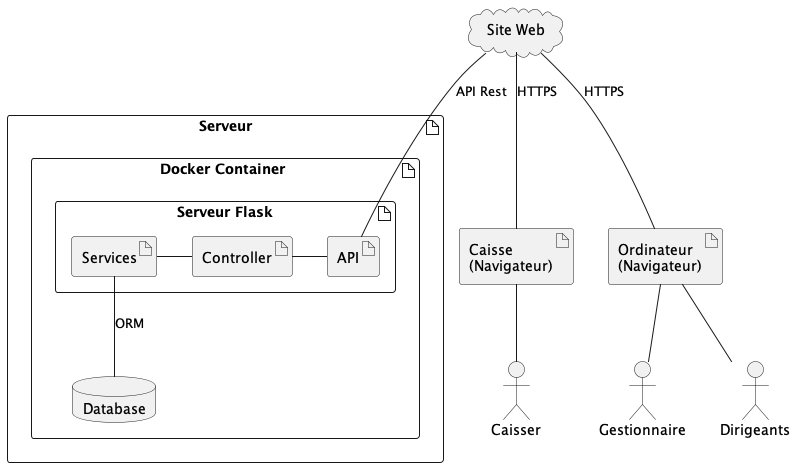 Site Web
API Rest
HTTPS
HTTPS
Serveur
Docker Container
Serveur Flask
Services
Controller
API
Caisse
(Navigateur)
Ordinateur
(Navigateur)
ORM
Database
Caisser
Gestionnaire
Dirigeants